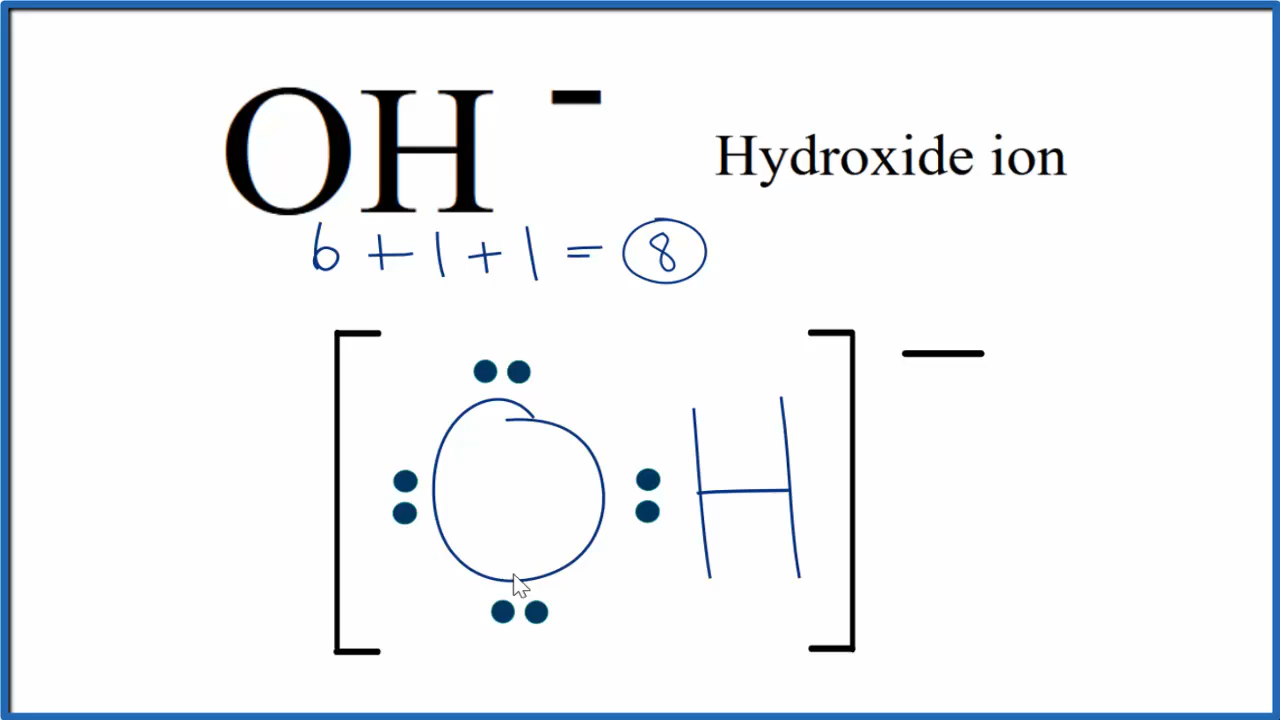 OH -
Hydroxide ion
6 + 1 + 1 = 8
[ :O:H ] -